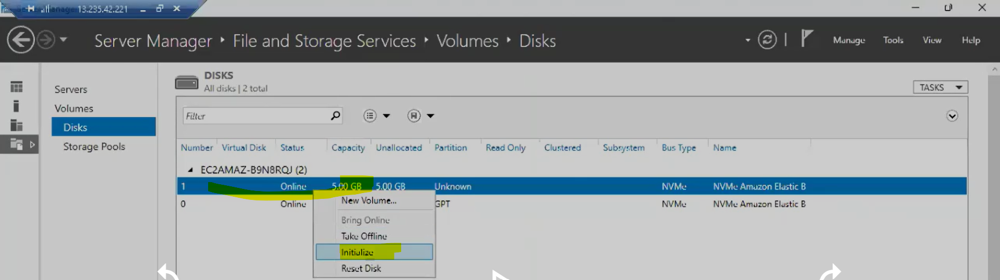 Server Manager 13.235.42.221
Server Manager ‣ File and Storage Services ‣ Volumes ‣ Disks
Manage Tools View Help
Servers
Volumes
Disks
Storage Pools
DISKS
All disks | 2 total
TASKS
Filter
Number Virtual Disk Status Capacity Unallocated Partition Read Only Clustered Subsystem Bus Type Name
EC2AMAZ-B9N8RQJ (2)
1 Online 5.00 GB 5.00 GB Unknown NVMe NVMe Amazon Elastic B
0 Online GPT NVMe NVMe Amazon Elastic B
New Volume...
Bring Online
Take Offline
Initialize
Reset Disk